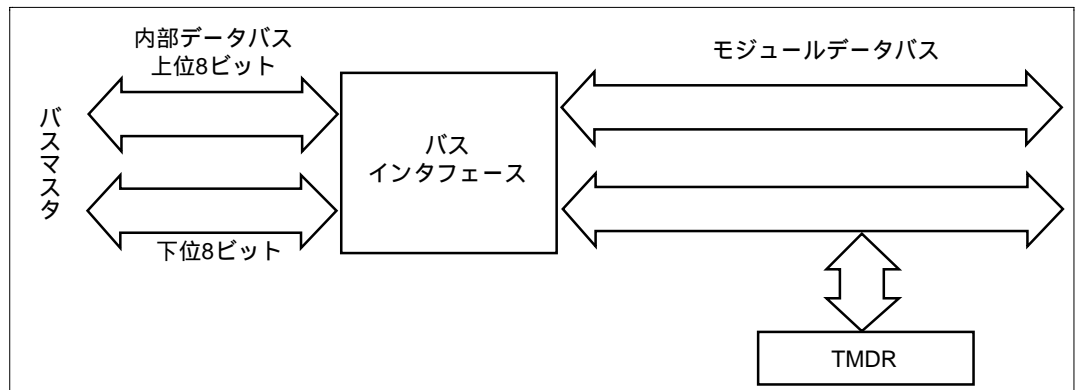 内部データバス
上位8ビット
モジュールデータバス
バスマスタ
バス
インタフェース
下位8ビット
TMDR